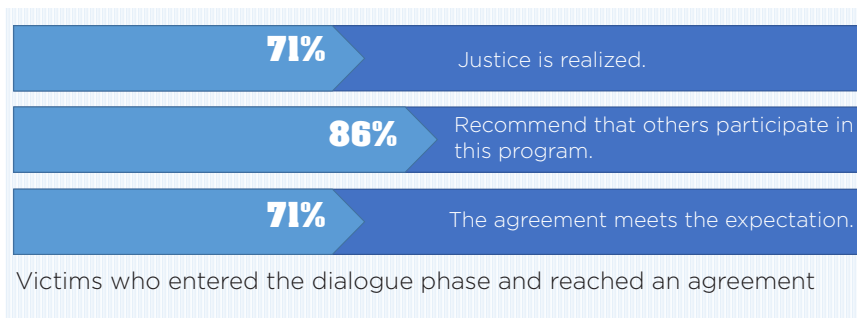 71% Justice is realized.
86% Recommend that others participate in
this program.
71% The agreement meets the expectation.
Victims who entered the dialogue phase and reached an agreement